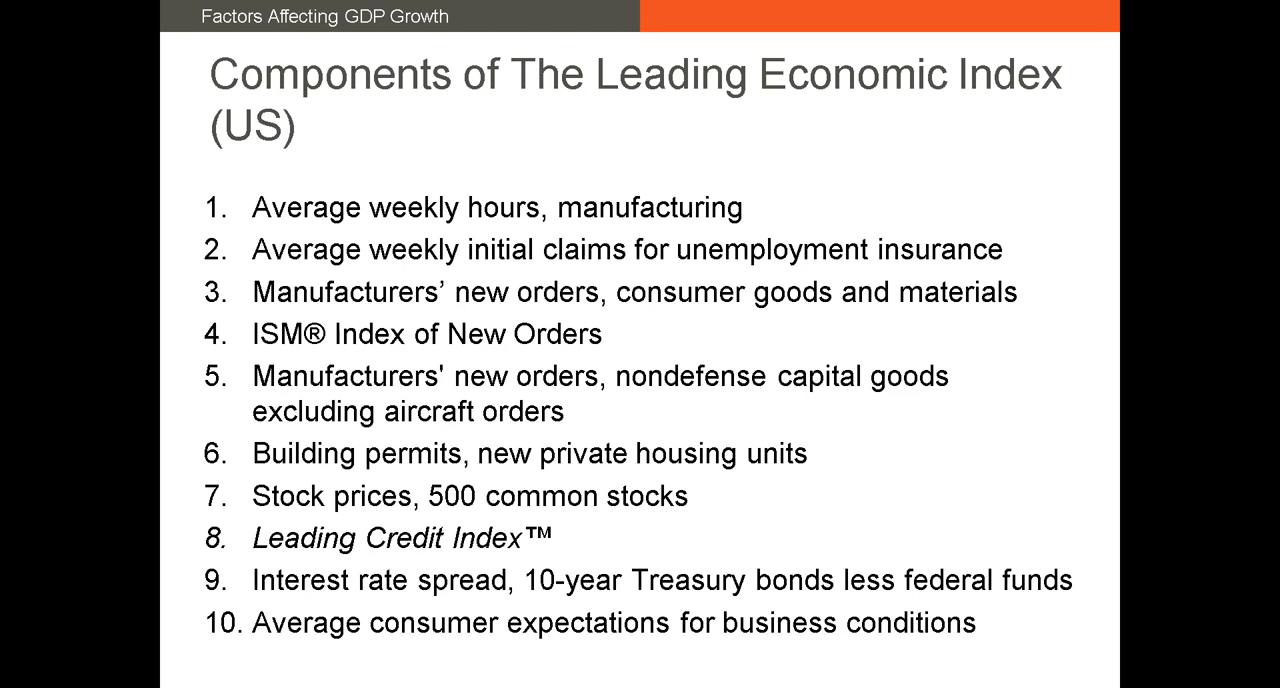 Factors Affecting GDP Growth
Components of The Leading Economic Index
(US)
1. Average weekly hours, manufacturing
2. Average weekly initial claims for unemployment insurance
3. Manufacturers’ new orders, consumer goods and materials
4. ISM® Index of New Orders
5. Manufacturers' new orders, nondefense capital goods
excluding aircraft orders
6. Building permits, new private housing units
7. Stock prices, 500 common stocks
8. Leading Credit Index™
9. Interest rate spread, 10-year Treasury bonds less federal funds
10. Average consumer expectations for business conditions